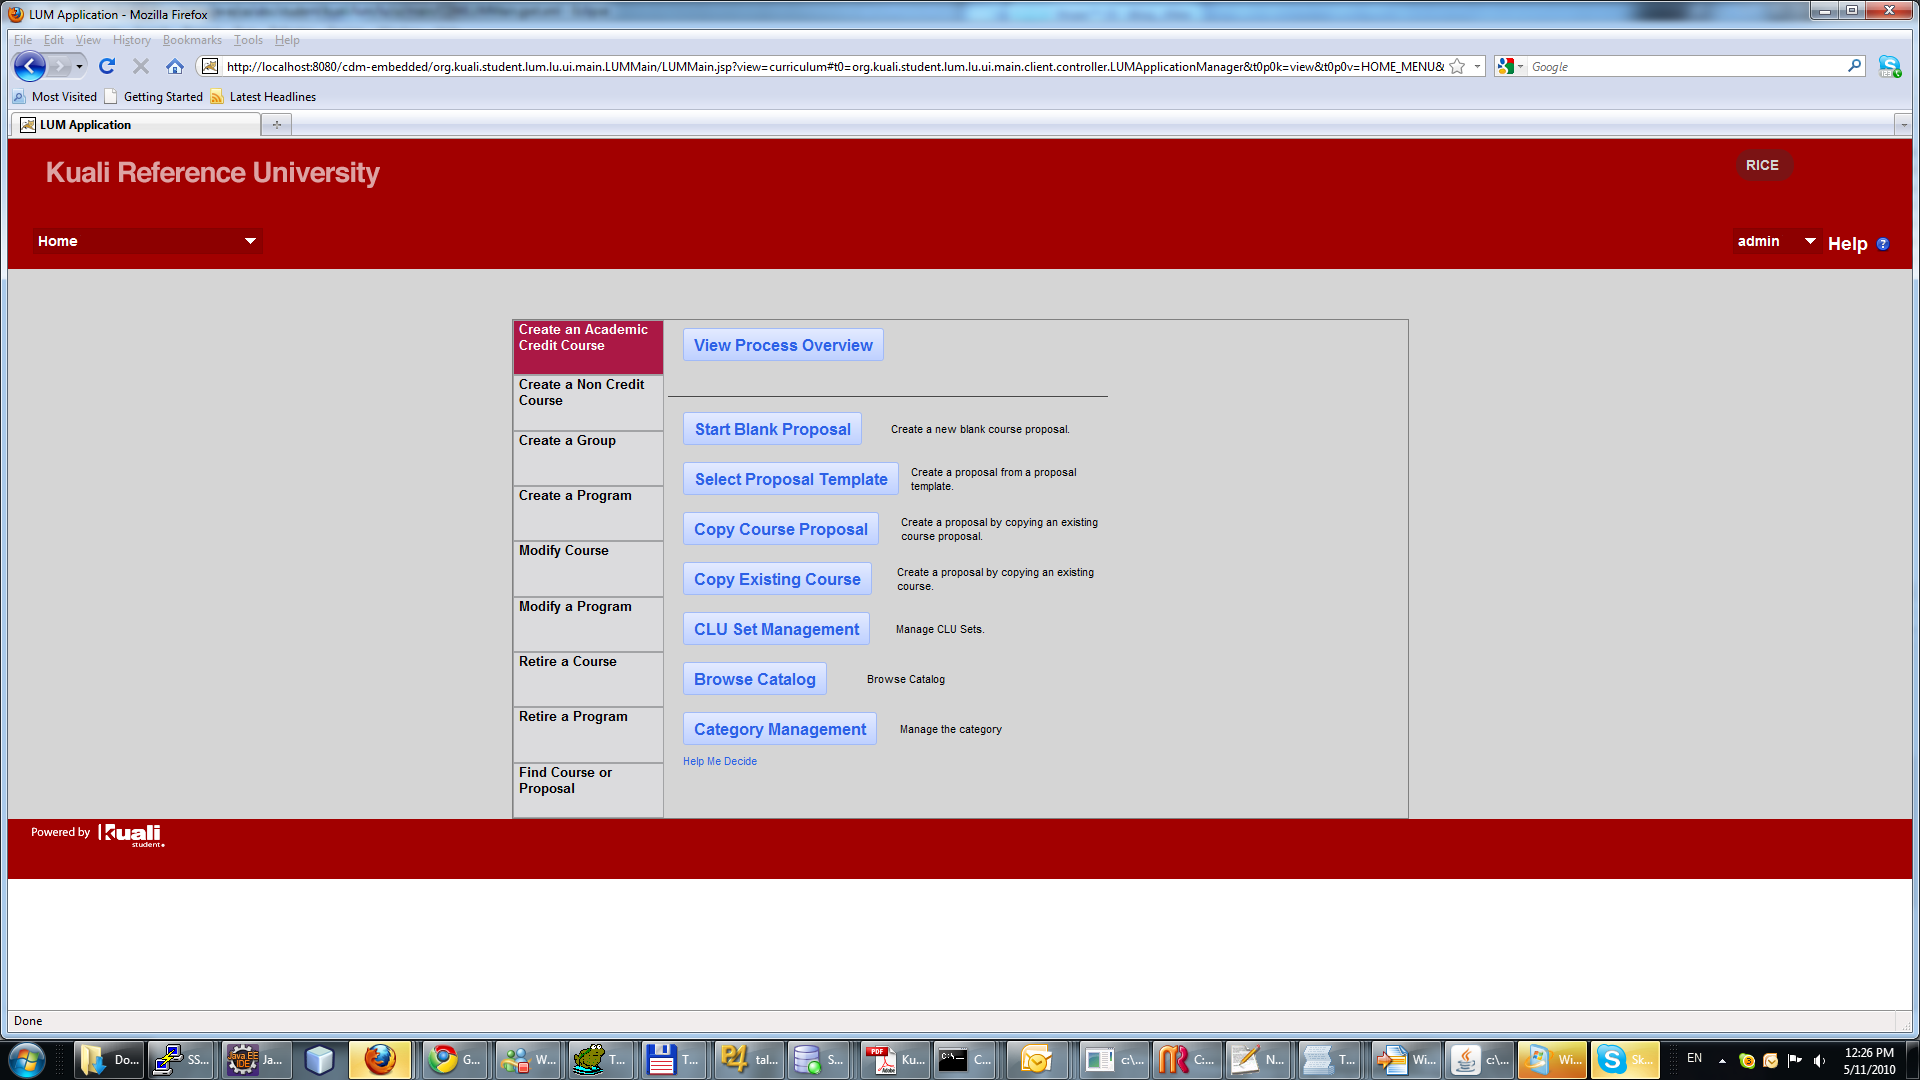 LUM Application - Mozilla Firefox
File Edit View History Bookmarks Tools Help
http://localhost:8080/cdm-embedded/org.kuali.student.lum.lu.ui.main.LUMMain/LUMMain.jsp?view=curriculum#t0=org.kuali.student.lum.lu.ui.main.client.controller.LUMApplicationManager&t0p0k=view&t0p0v=HOME_MENU&
Google
Most Visited Getting Started Latest Headlines
LUM Application
Kuali Reference University
RICE
Home
admin
Help ?
Create an Academic
Credit Course
Create a Non Credit
Course
Create a Group
Create a Program
Modify Course
Modify a Program
Retire a Course
Retire a Program
Find Course or
Proposal
View Process Overview
Start Blank Proposal
Create a new blank course proposal.
Select Proposal Template
Create a proposal from a proposal
template.
Copy Course Proposal
Create a proposal by copying an existing
course proposal.
Copy Existing Course
Create a proposal by copying an existing
course.
CLU Set Management
Manage CLU Sets.
Browse Catalog
Browse Catalog
Category Management
Manage the category
Help Me Decide
Powered by Kuali
student
Done
Do... SS... Ja... G... W... T... T... tal... S... Ku... C... c:\... C... N... T... Wi... c:\... Wi... Sk...
EN
12:26 PM
5/11/2010